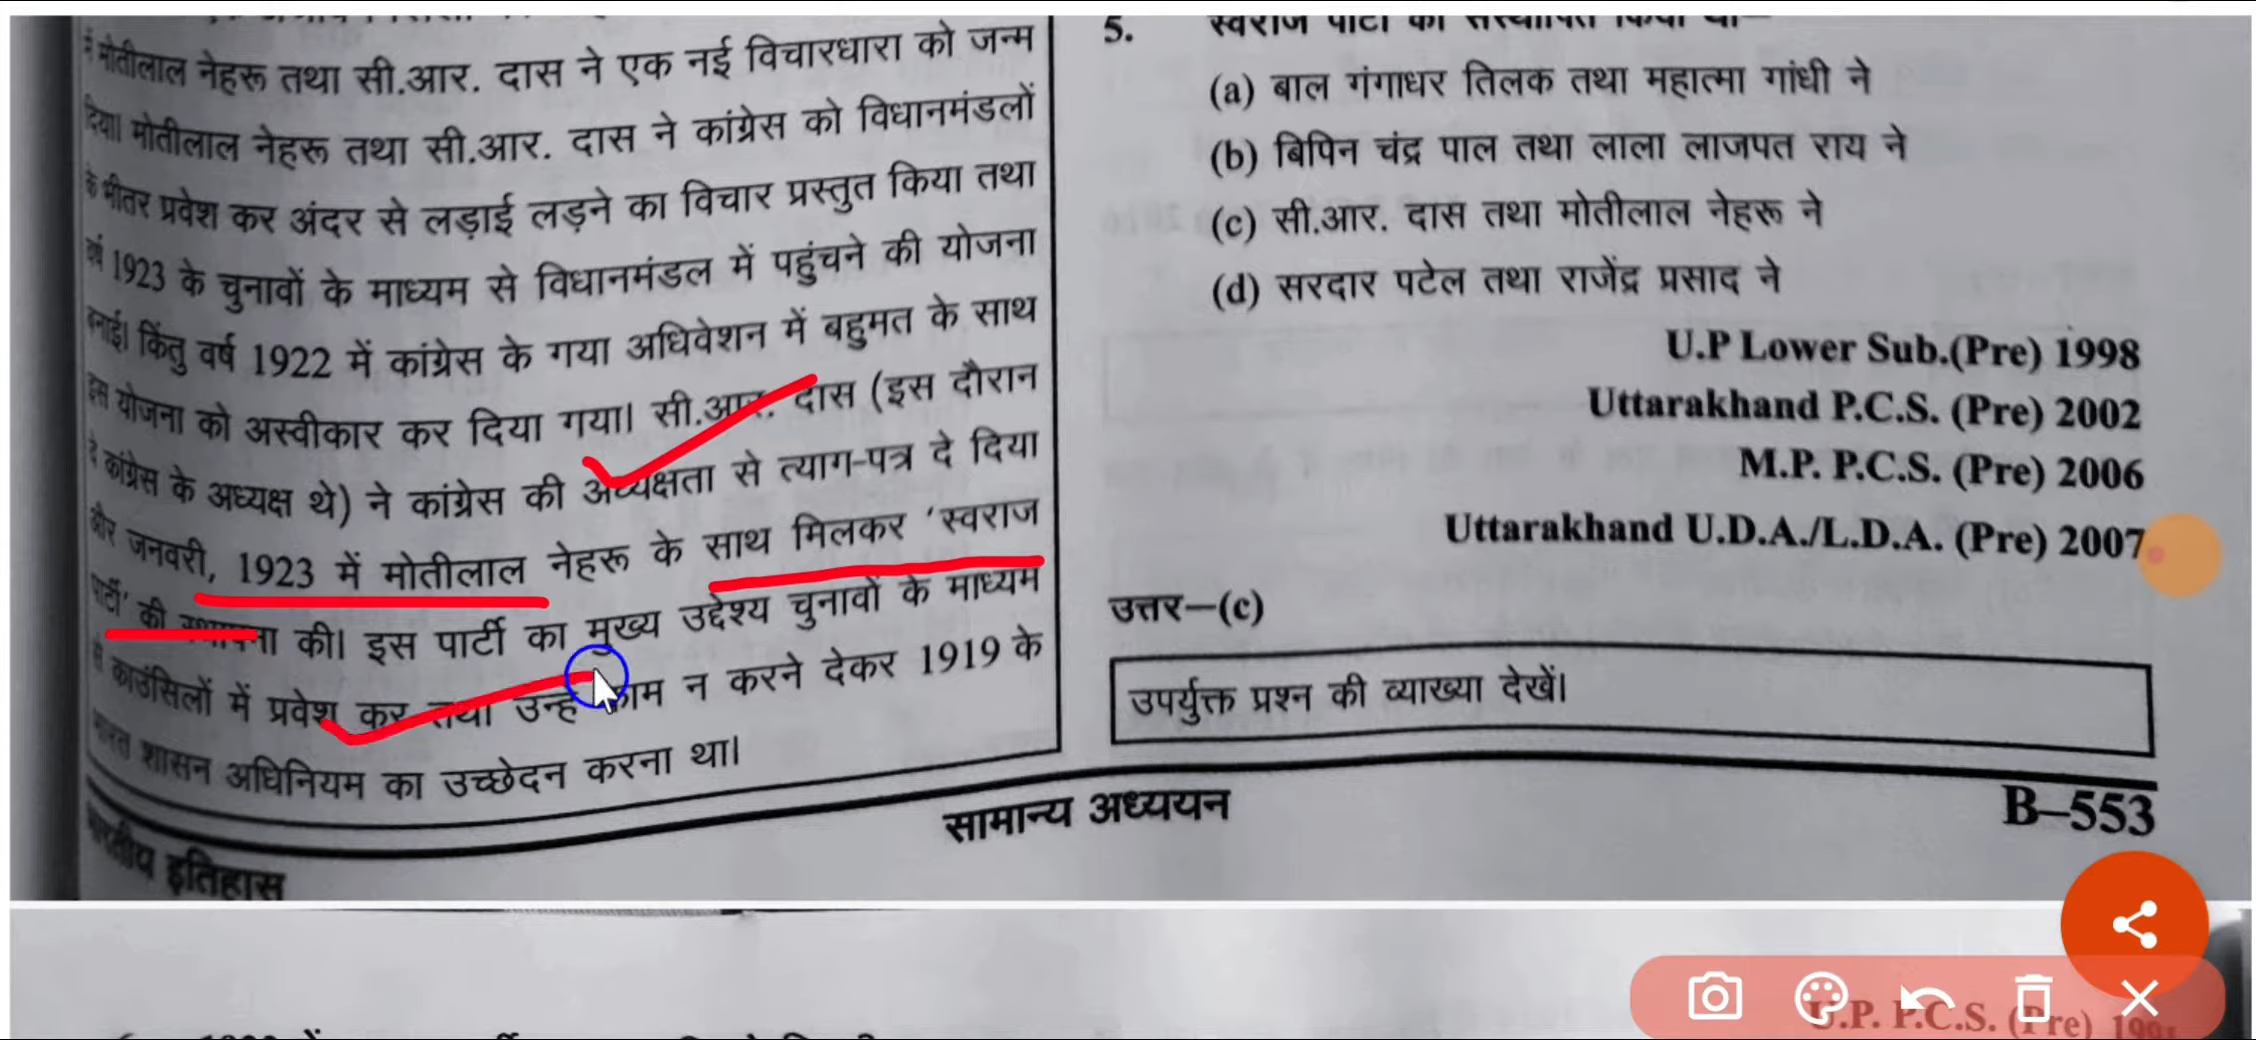 में मोतीलाल नेहरू तथा सी.आर. दास ने एक नई विचारधारा को जन्म
दिया। मोतीलाल नेहरू तथा सी.आर. दास ने कांग्रेस को विधानमंडलों
के भीतर प्रवेश कर अंदर से लड़ाई लड़ने का विचार प्रस्तुत किया तथा
वर्ष 1923 के चुनावों के माध्यम से विधानमंडल में पहुंचने की योजना
बनाई। किंतु वर्ष 1922 में कांग्रेस के गया अधिवेशन में बहुमत के साथ
इस योजना को अस्वीकार कर दिया गया। सी.आर. दास (इस दौरान
वे कांग्रेस के अध्यक्ष थे) ने कांग्रेस की अध्यक्षता से त्याग-पत्र दे दिया
और जनवरी, 1923 में मोतीलाल नेहरू के साथ मिलकर ‘स्वराज
पार्टी’ की स्थापना की। इस पार्टी का मुख्य उद्देश्य चुनावों के माध्यम
से काउंसिलों में प्रवेश कर तथा उन्हें काम न करने देकर 1919 के
भारत शासन अधिनियम का उच्छेदन करना था।
भारतीय इतिहास
सामान्य अध्ययन
5. स्वराज पार्टी को संस्थापित किया था—
(a) बाल गंगाधर तिलक तथा महात्मा गांधी ने
(b) बिपिन चंद्र पाल तथा लाला लाजपत राय ने
(c) सी.आर. दास तथा मोतीलाल नेहरू ने
(d) सरदार पटेल तथा राजेंद्र प्रसाद ने
U.P Lower Sub.(Pre) 1998
Uttarakhand P.C.S. (Pre) 2002
M.P. P.C.S. (Pre) 2006
Uttarakhand U.D.A./L.D.A. (Pre) 2007
उत्तर—(c)
उपर्युक्त प्रश्न की व्याख्या देखें।
B–553
U.P. P.C.S. (Pre) 1991